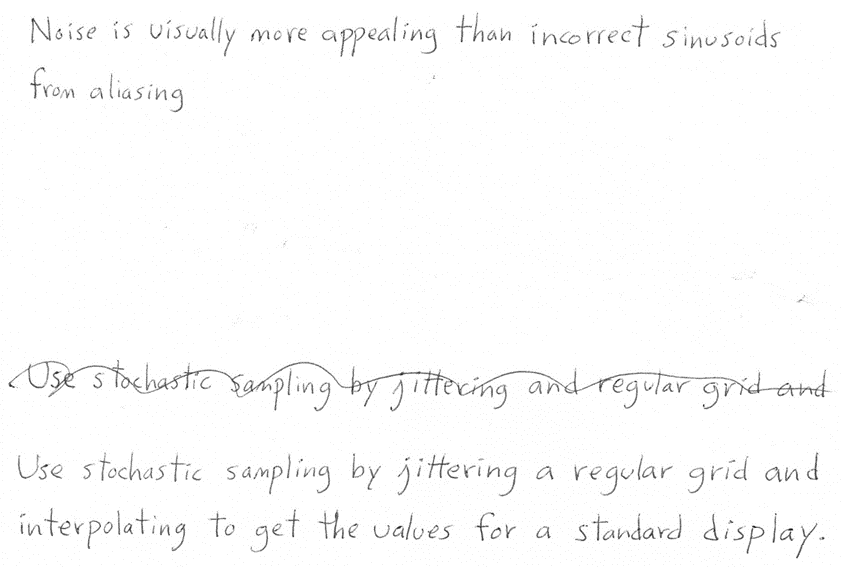 Noise is visually more appealing than incorrect sinusoids
from aliasing
Use stochastic sampling by jittering and regular grid and
Use stochastic sampling by jittering a regular grid and
interpolating to get the values for a standard display.